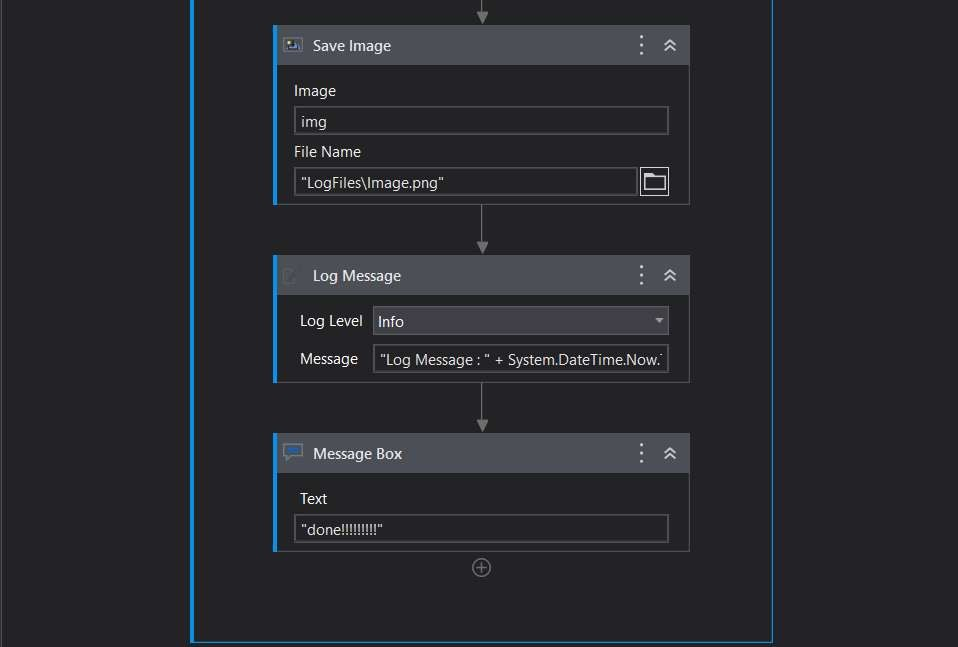 Save Image
Image
img
File Name
"LogFiles\Image.png"
Log Message
Log Level Info
Message "Log Message : " + System.DateTime.Now.
Message Box
Text
"done!!!!!!!!!"